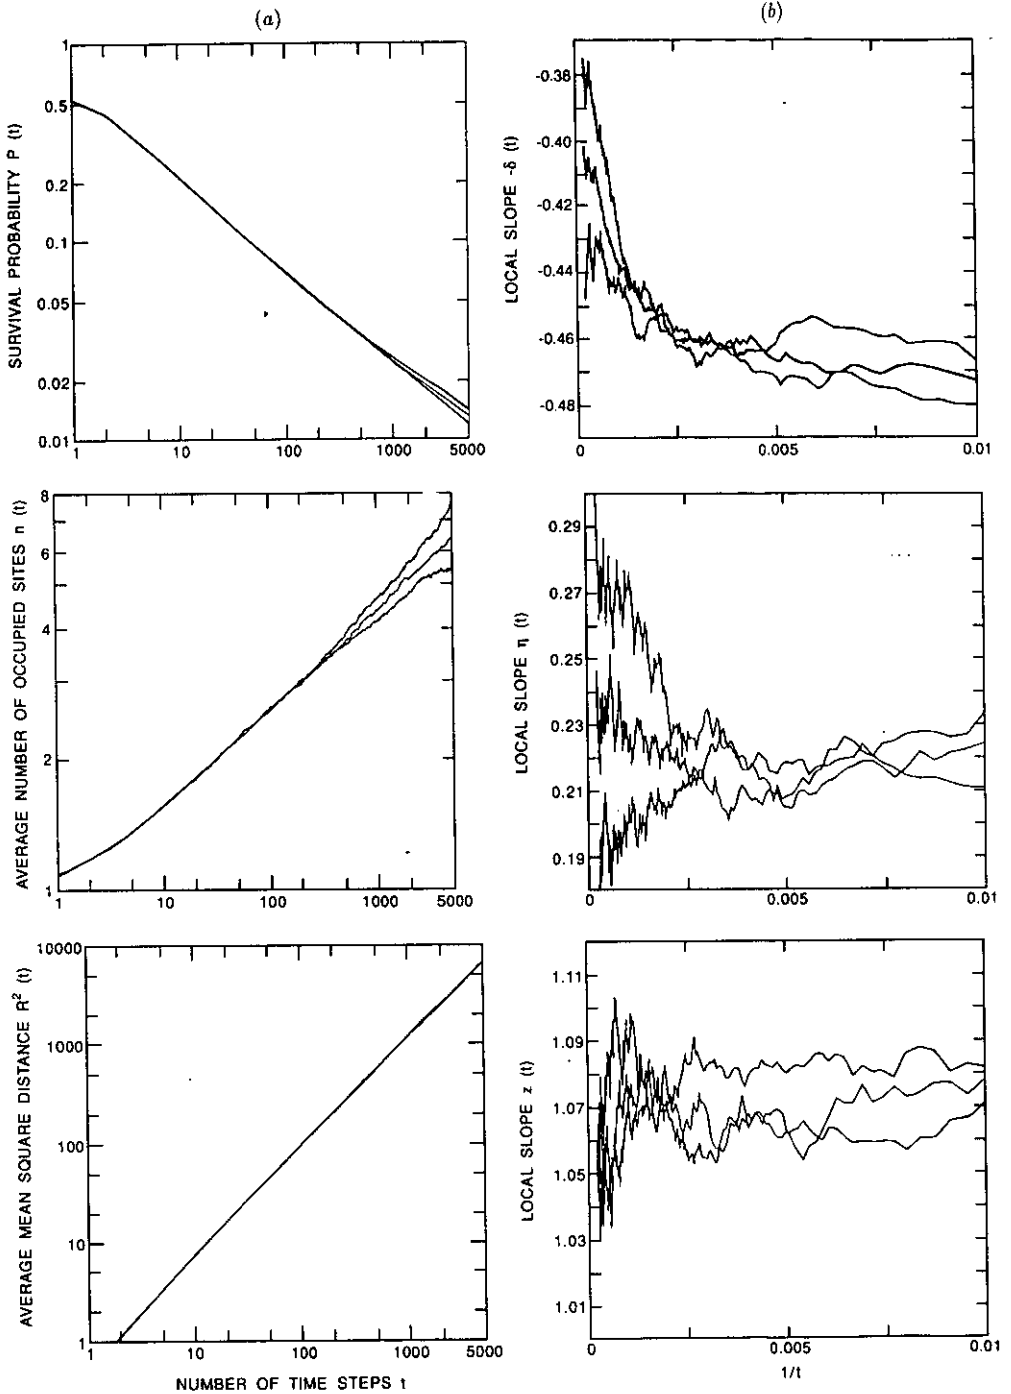 (a)
SURVIVAL PROBABILITY P (t)
1
0.5
0.2
0.1
0.05
0.02
0.01
1 10 100 1000 5000
(b)
LOCAL SLOPE -δ (t)
-0.38
-0.40
-0.42
-0.44
-0.46
-0.48
0 0.005 0.01
AVERAGE NUMBER OF OCCUPIED SITES n (t)
8
6
4
2
1
1 10 100 1000 5000
LOCAL SLOPE η (t)
0.29
0.27
0.25
0.23
0.21
0.19
0 0.005 0.01
AVERAGE MEAN SQUARE DISTANCE R² (t)
10000
1000
100
10
1
1 10 100 1000 5000
NUMBER OF TIME STEPS t
LOCAL SLOPE z (t)
1.11
1.09
1.07
1.05
1.03
1.01
0 0.005 0.01
1/t